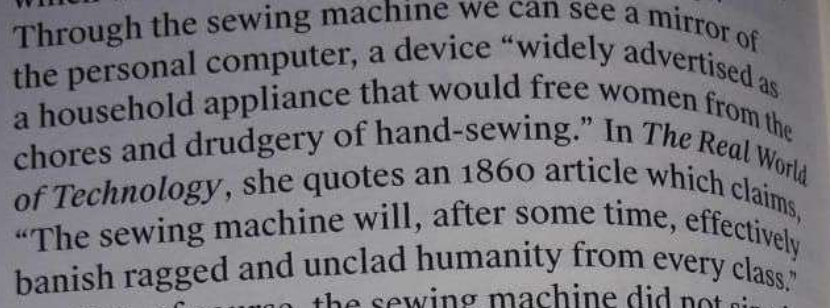 Through the sewing machine we can see a mirror of
the personal computer, a device “widely advertised as
a household appliance that would free women from the
chores and drudgery of hand-sewing.” In The Real World
of Technology, she quotes an 1860 article which claims,
“The sewing machine will, after some time, effectively
banish ragged and unclad humanity from every class.”
the sewing machine did not